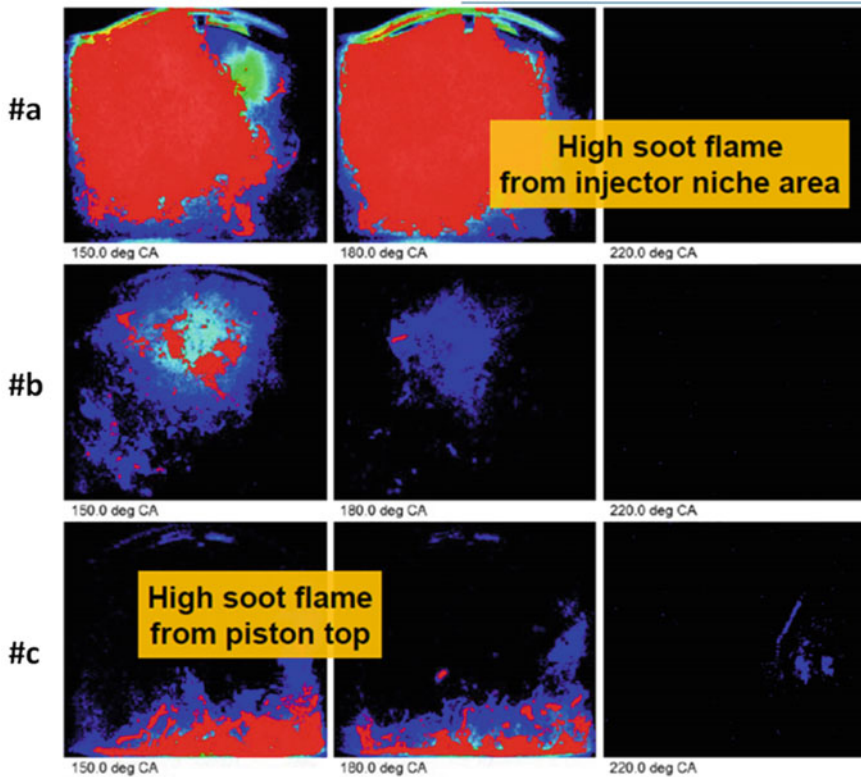 #a
High soot flame
from injector niche area
150.0 deg CA
180.0 deg CA
220.0 deg CA
#b
150.0 deg CA
180.0 deg CA
220.0 deg CA
#c
High soot flame
from piston top
150.0 deg CA
180.0 deg CA
220.0 deg CA